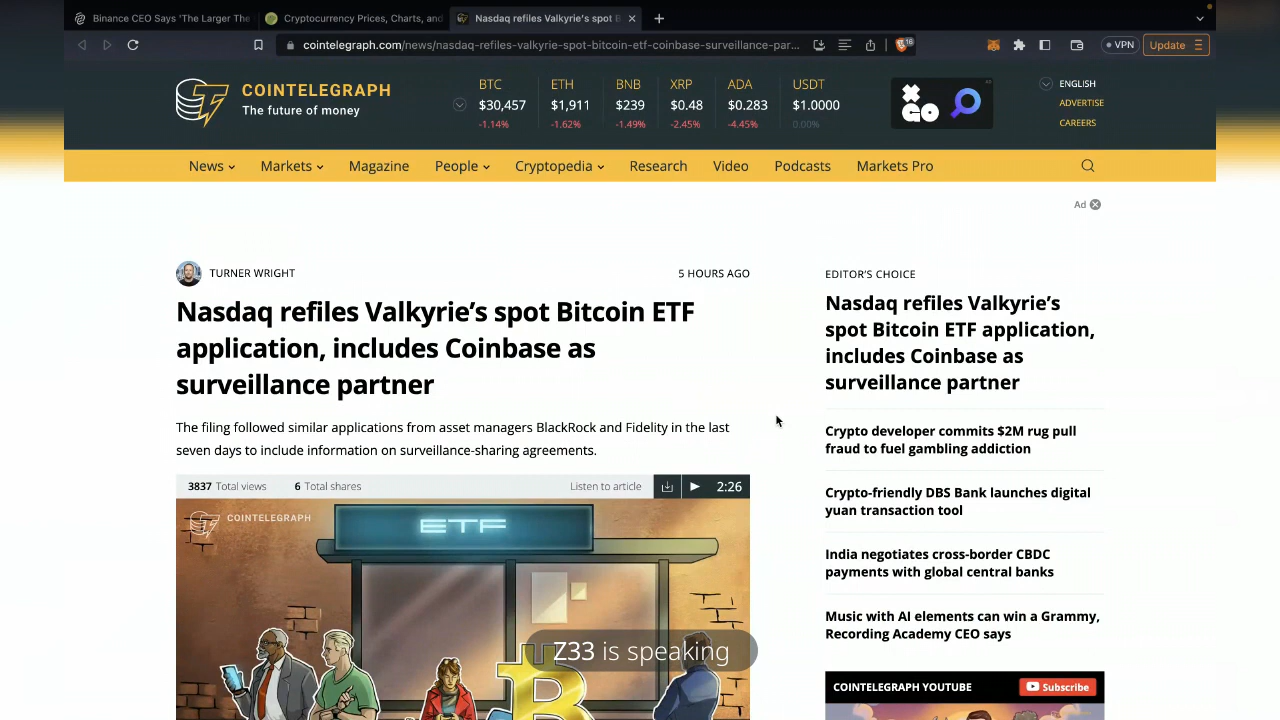 Binance CEO Says 'The Larger The
Cryptocurrency Prices, Charts, and
Nasdaq refiles Valkyrie's spot B
cointelegraph.com/news/nasdaq-refiles-valkyrie-spot-bitcoin-etf-coinbase-surveillance-par...
16
VPN
Update
COINTELEGRAPH
The future of money
BTC ETH BNB XRP ADA USDT
$30,457 $1,911 $239 $0.48 $0.283 $1.0000
-1.14% -1.62% -1.49% -2.45% -4.45% 0.00%
XGO
ENGLISH
ADVERTISE
CAREERS
News Markets Magazine People Cryptopedia Research Video Podcasts Markets Pro
Ad
TURNER WRIGHT
5 HOURS AGO
Nasdaq refiles Valkyrie's spot Bitcoin ETF
application, includes Coinbase as
surveillance partner
The filing followed similar applications from asset managers BlackRock and Fidelity in the last
seven days to include information on surveillance-sharing agreements.
3837 Total views 6 Total shares Listen to article 2:26
COINTELEGRAPH
ETF
Z33 is speaking
EDITOR'S CHOICE
Nasdaq refiles Valkyrie's
spot Bitcoin ETF application,
includes Coinbase as
surveillance partner
Crypto developer commits $2M rug pull
fraud to fuel gambling addiction
Crypto-friendly DBS Bank launches digital
yuan transaction tool
India negotiates cross-border CBDC
payments with global central banks
Music with AI elements can win a Grammy,
Recording Academy CEO says
COINTELEGRAPH YOUTUBE
Subscribe